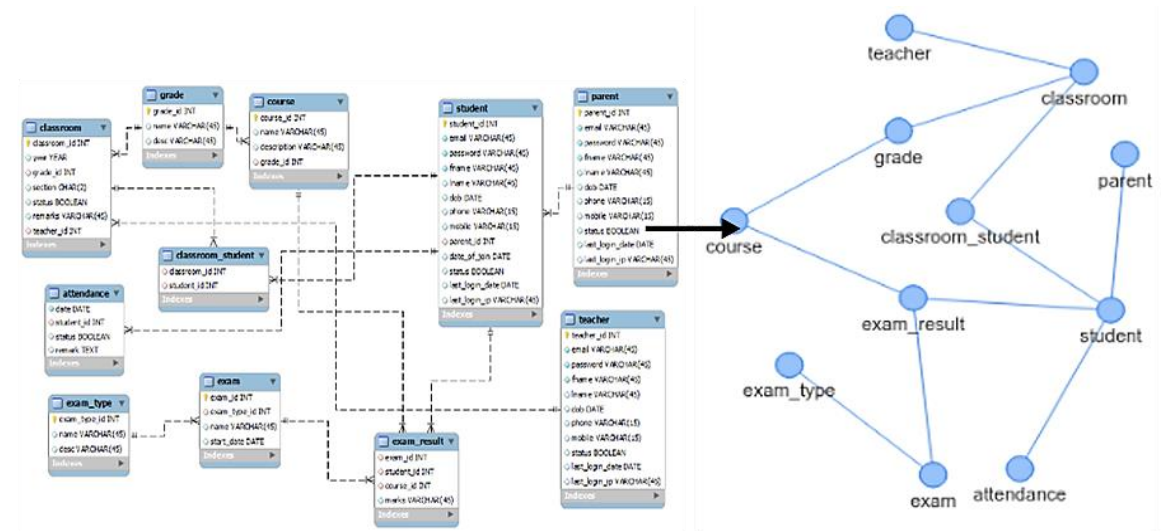 grade
grade_id INT
name VARCHAR(45)
desc VARCHAR(45)
Indexes
course
course_id INT
name VARCHAR(45)
description VARCHAR(45)
grade_id INT
Indexes
classroom
classroom_id INT
year YEAR
grade_id INT
section CHAR(2)
status BOOLEAN
remarks VARCHAR(45)
teacher_id INT
Indexes
student
student_id INT
email VARCHAR(45)
password VARCHAR(45)
fname VARCHAR(45)
lname VARCHAR(45)
dob DATE
phone VARCHAR(15)
mobile VARCHAR(15)
parent_id INT
date_of_join DATE
status BOOLEAN
last_login_date DATE
last_login_ip VARCHAR(45)
Indexes
parent
parent_id INT
email VARCHAR(45)
password VARCHAR(45)
fname VARCHAR(45)
lname VARCHAR(45)
dob DATE
phone VARCHAR(15)
mobile VARCHAR(15)
status BOOLEAN
last_login_date DATE
last_login_ip VARCHAR(45)
Indexes
classroom_student
classroom_id INT
student_id INT
Indexes
attendance
date DATE
student_id INT
status BOOLEAN
remark TEXT
Indexes
teacher
teacher_id INT
email VARCHAR(45)
password VARCHAR(45)
fname VARCHAR(45)
lname VARCHAR(45)
dob DATE
phone VARCHAR(15)
mobile VARCHAR(15)
status BOOLEAN
last_login_date DATE
last_login_ip VARCHAR(45)
Indexes
exam_type
exam_type_id INT
name VARCHAR(45)
desc VARCHAR(45)
Indexes
exam
exam_id INT
exam_type_id INT
name VARCHAR(45)
start_date DATE
Indexes
exam_result
exam_id INT
student_id INT
course_id INT
marks VARCHAR(45)
Indexes
teacher
classroom
grade
parent
classroom_student
course
exam_result
student
exam_type
exam
attendance